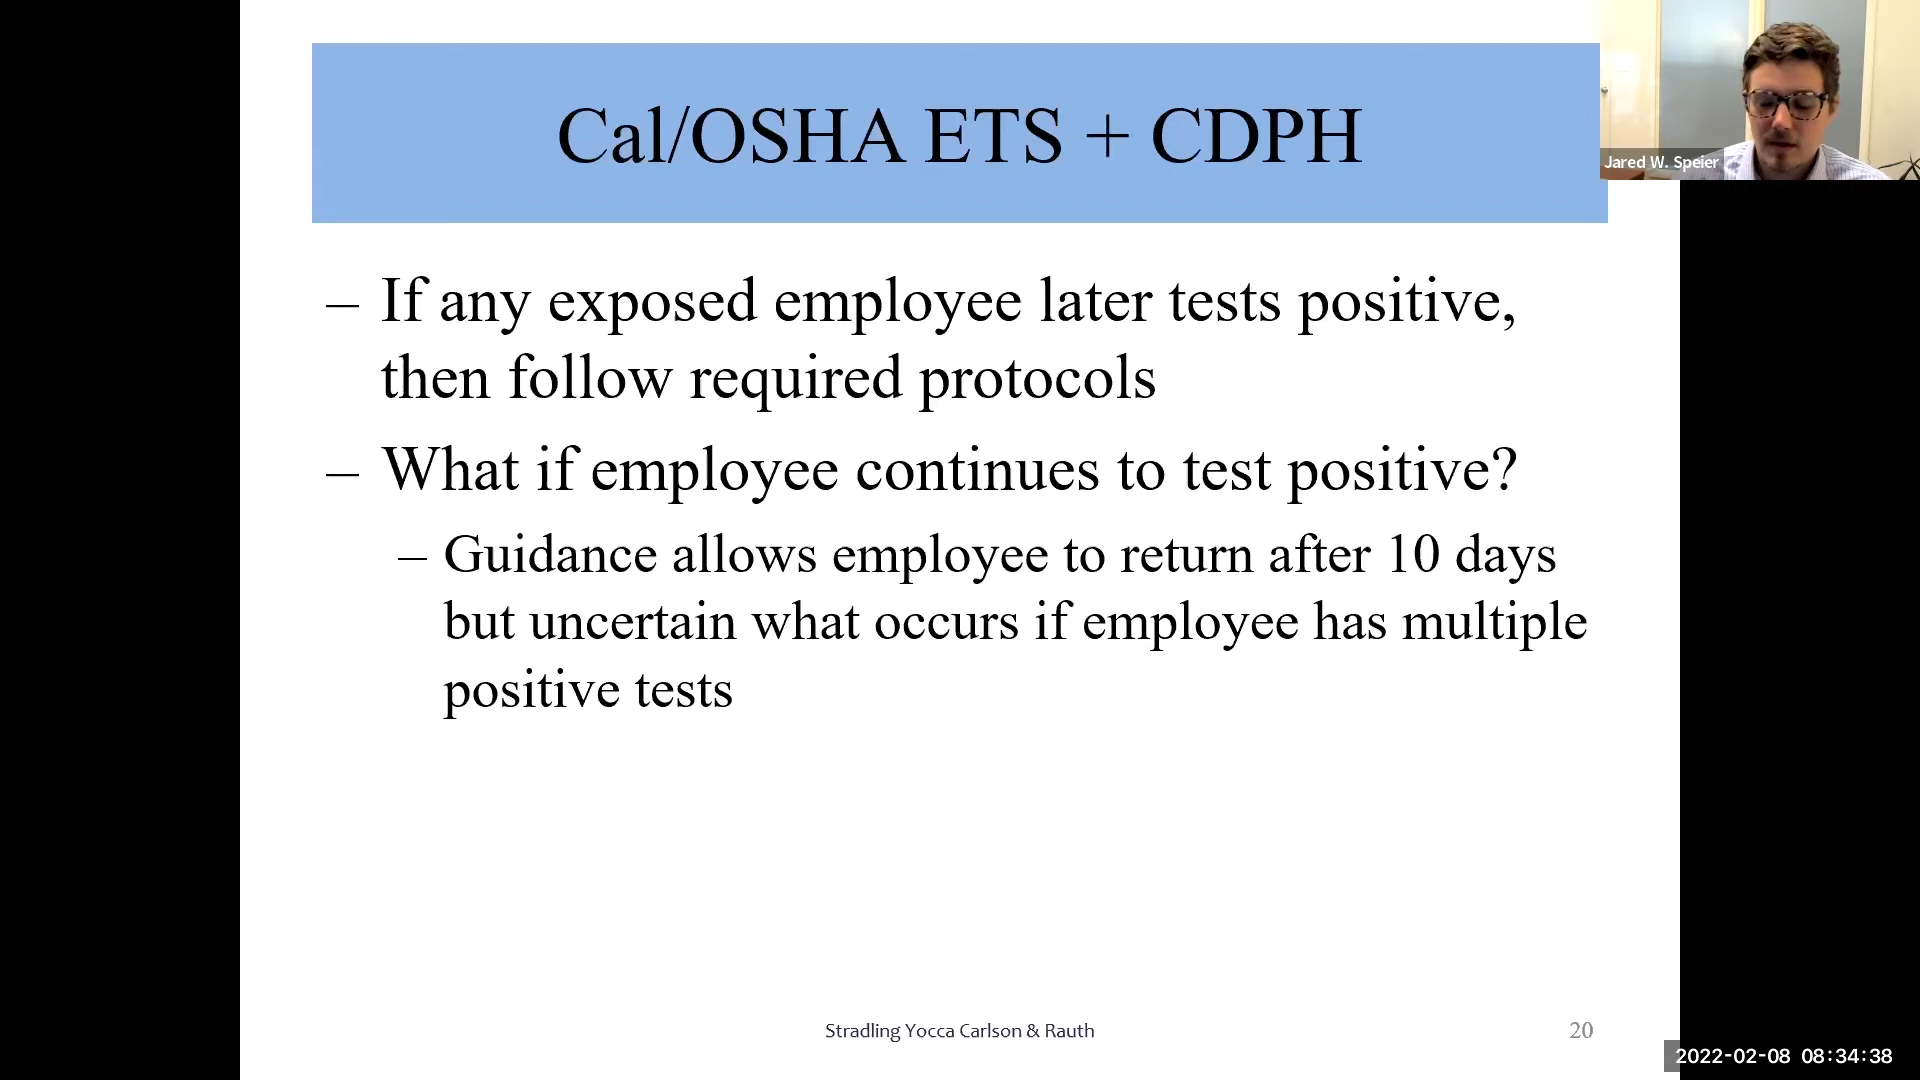 Cal/OSHA ETS + CDPH
Jared W. Speier
– If any exposed employee later tests positive,
then follow required protocols
– What if employee continues to test positive?
– Guidance allows employee to return after 10 days
but uncertain what occurs if employee has multiple
positive tests
Stradling Yocca Carlson & Rauth
20
2022-02-08 08:34:38